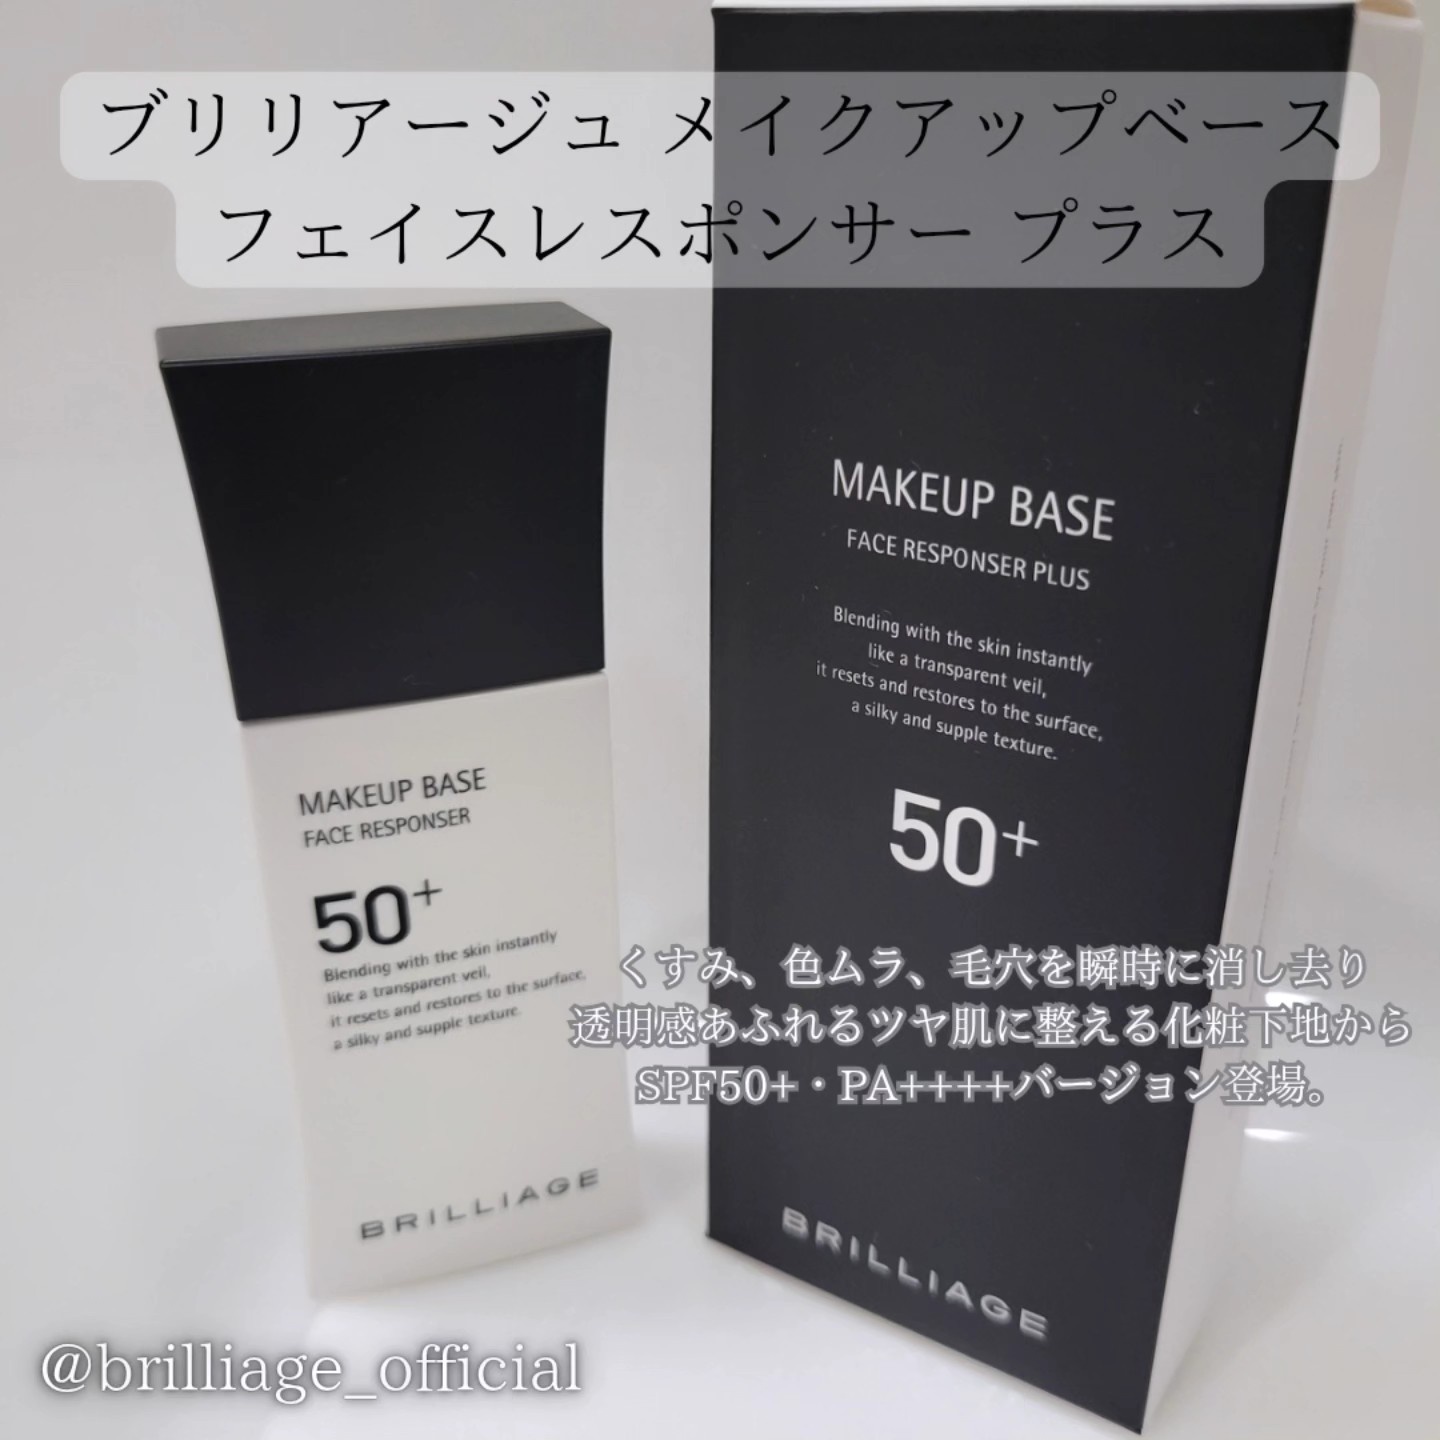 ブリリアージュ メイクアップベース
フェイスレスポンサー プラス
MAKEUP BASE
FACE RESPONSER PLUS
Blending with the skin instantly
like a transparent veil,
it resets and restores to the surface,
a silky and supple texture.
50+
BRILLIAGE
MAKEUP BASE
FACE RESPONSER
50+
Blending with the skin instantly
like a transparent veil,
it resets and restores to the surface,
a silky and supple texture.
BRILLIAGE
くすみ、色ムラ、毛穴を瞬時に消し去り
透明感あふれるツヤ肌に整える化粧下地から
SPF50+・PA++++バージョン登場。
@brilliage_official